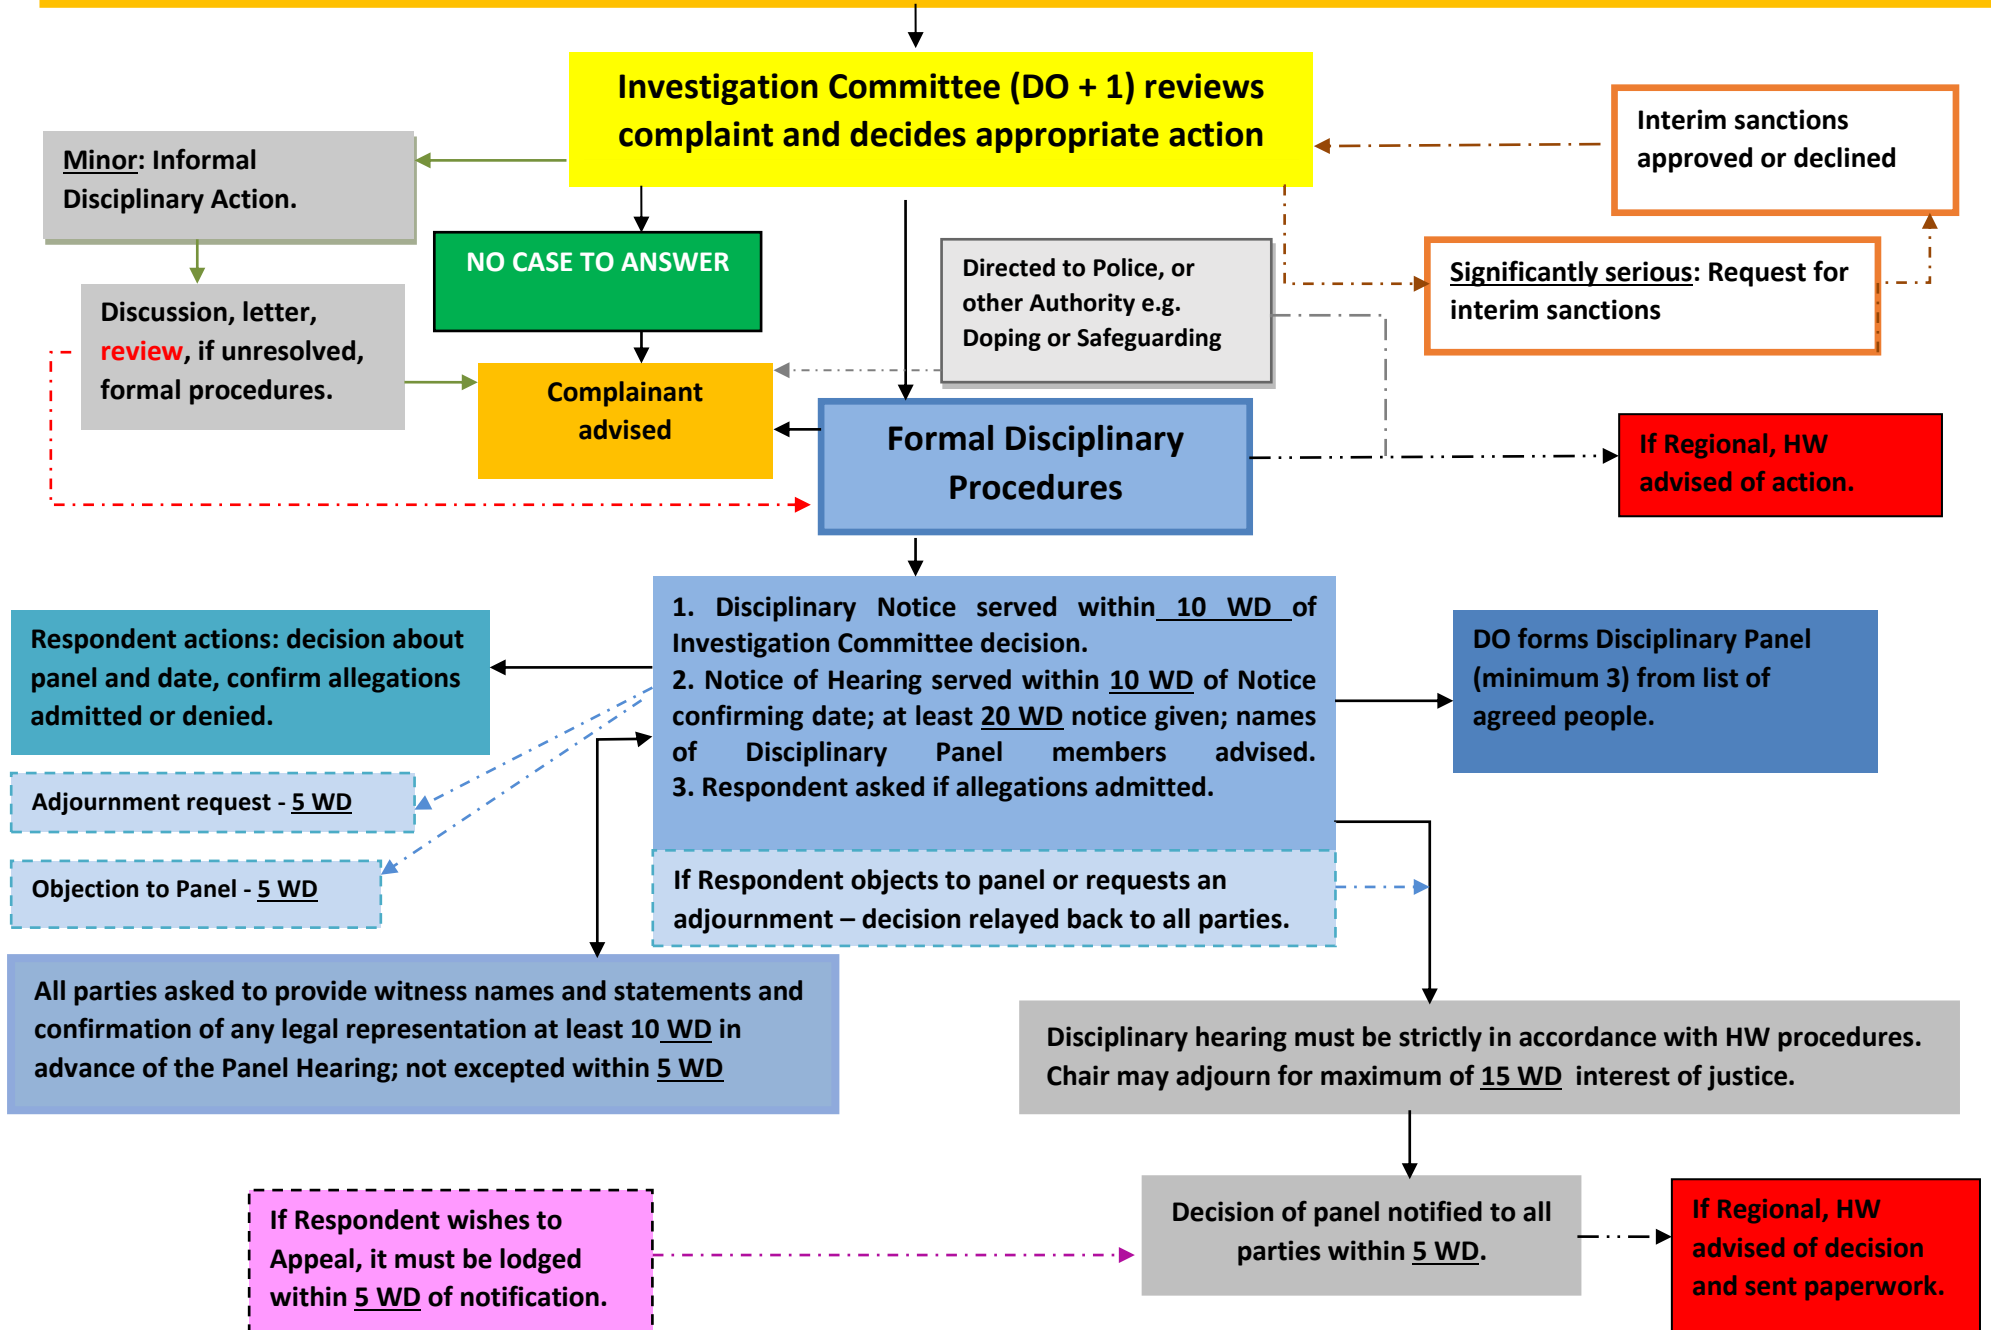 Investigation Committee (DO + 1) reviews
complaint and decides appropriate action
Interim sanctions
approved or declined
Minor: Informal
Disciplinary Action.
NO CASE TO ANSWER
Directed to Police, or
other Authority e.g.
Doping or Safeguarding
Significantly serious: Request for
interim sanctions
Discussion, letter,
review, if unresolved,
formal procedures.
Complainant
advised
Formal Disciplinary
Procedures
If Regional, HW
advised of action.
Respondent actions: decision about
panel and date, confirm allegations
admitted or denied.
1. Disciplinary Notice served within 10 WD of
Investigation Committee decision.
2. Notice of Hearing served within 10 WD of Notice
confirming date; at least 20 WD notice given; names
of Disciplinary Panel members advised.
3. Respondent asked if allegations admitted.
DO forms Disciplinary Panel
(minimum 3) from list of
agreed people.
Adjournment request - 5 WD
Objection to Panel - 5 WD
If Respondent objects to panel or requests an
adjournment – decision relayed back to all parties.
All parties asked to provide witness names and statements and
confirmation of any legal representation at least 10 WD in
advance of the Panel Hearing; not excepted within 5 WD
Disciplinary hearing must be strictly in accordance with HW procedures.
Chair may adjourn for maximum of 15 WD interest of justice.
If Respondent wishes to
Appeal, it must be lodged
within 5 WD of notification.
Decision of panel notified to all
parties within 5 WD.
If Regional, HW
advised of decision
and sent paperwork.